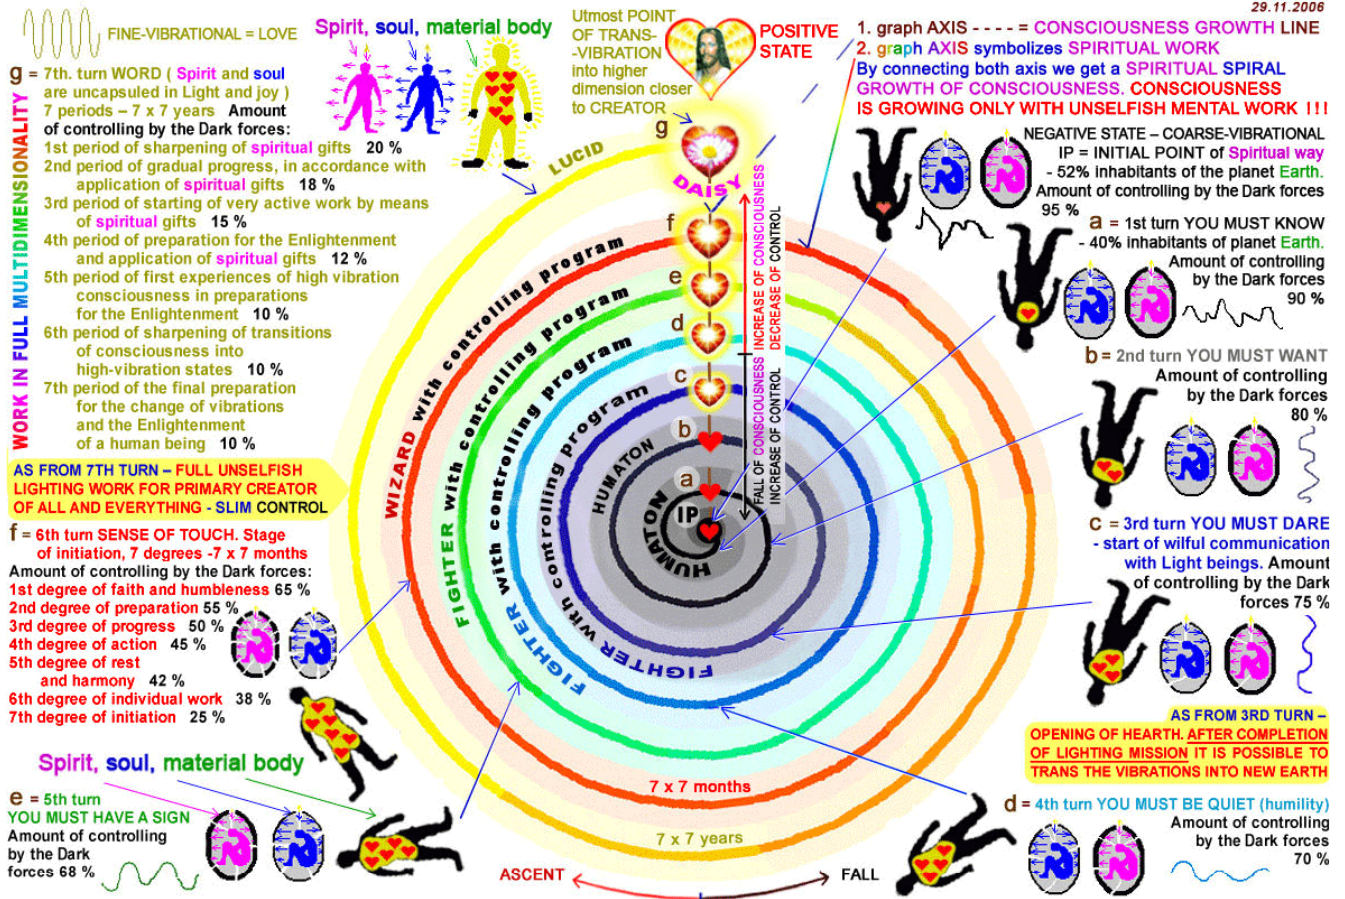 29.11.2006
FINE-VIBRATIONAL = LOVE
Spirit, soul, material body
Utmost POINT
OF TRANS-
-VIBRATION
into higher
dimension closer
to CREATOR
POSITIVE
STATE
1. graph AXIS - - - - = CONSCIOUSNESS GROWTH LINE
2. graph AXIS symbolizes SPIRITUAL WORK
By connecting both axis we get a SPIRITUAL SPIRAL
GROWTH OF CONSCIOUSNESS. CONSCIOUSNESS
IS GROWING ONLY WITH UNSELFISH MENTAL WORK !!!
WORK IN FULL MULTIDIMENSIONALITY
g = 7th. turn WORD ( Spirit and soul
are uncapsuled in Light and joy )
7 periods – 7 x 7 years Amount
of controlling by the Dark forces:
1st period of sharpening of spiritual gifts 20 %
2nd period of gradual progress, in accordance with
application of spiritual gifts 18 %
3rd period of starting of very active work by means
of spiritual gifts 15 %
4th period of preparation for the Enlightenment
and application of spiritual gifts 12 %
5th period of first experiences of high vibration
consciousness in preparations
for the Enlightenment 10 %
6th period of sharpening of transitions
of consciousness into
high-vibration states 10 %
7th period of the final preparation
for the change of vibrations
and the Enlightenment
of a human being 10 %
AS FROM 7TH TURN – FULL UNSELFISH
LIGHTING WORK FOR PRIMARY CREATOR
OF ALL AND EVERYTHING - SLIM CONTROL
f = 6th turn SENSE OF TOUCH. Stage
of initiation, 7 degrees -7 x 7 months
Amount of controlling by the Dark forces:
1st degree of faith and humbleness 65 %
2nd degree of preparation 55 %
3rd degree of progress 50 %
4th degree of action 45 %
5th degree of rest
and harmony 42 %
6th degree of individual work 38 %
7th degree of initiation 25 %
Spirit, soul, material body
e = 5th turn
YOU MUST HAVE A SIGN
Amount of controlling
by the Dark
forces 68 %
LUCID
g
DAISY
f
e
d
c
b
a
IP
WIZARD with controlling program
FIGHTER with controlling program
FIGHTER with controlling program
FIGHTER with controlling program
HUMATON
HUMATON
INCREASE OF CONSCIOUSNESS
DECREASE OF CONTROL
FALL OF CONSCIOUSNESS
INCREASE OF CONTROL
7 x 7 months
7 x 7 years
ASCENT
FALL
NEGATIVE STATE – COARSE-VIBRATIONAL
IP = INITIAL POINT of Spiritual way
- 52% inhabitants of the planet Earth.
Amount of controlling by the Dark forces
95 %
a = 1st turn YOU MUST KNOW
- 40% inhabitants of planet Earth.
Amount of controlling
by the Dark forces
90 %
b = 2nd turn YOU MUST WANT
Amount of controlling
by the Dark forces
80 %
c = 3rd turn YOU MUST DARE
- start of wilful communication
with Light beings. Amount
of controlling by the Dark
forces 75 %
AS FROM 3RD TURN –
OPENING OF HEARTH. AFTER COMPLETION
OF LIGHTING MISSION IT IS POSSIBLE TO
TRANS THE VIBRATIONS INTO NEW EARTH
d = 4th turn YOU MUST BE QUIET (humility)
Amount of controlling
by the Dark forces
70 %